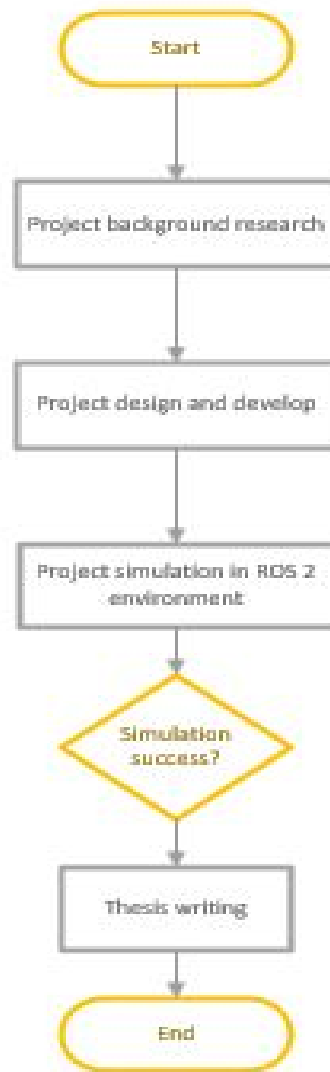 Start
Project background research
Project design and develop
Project simulation in ROS 2
environment
Simulation
success?
Thesis writing
End